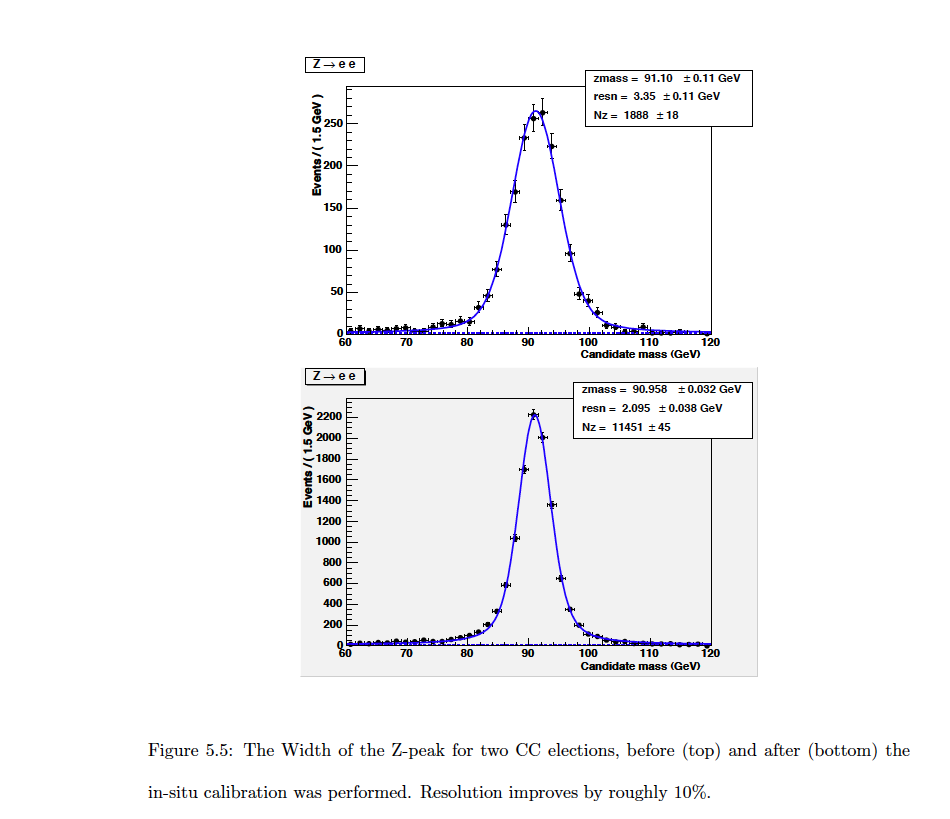 Z → e e
zmass = 91.10 ± 0.11 GeV
resn = 3.35 ± 0.11 GeV
Nz = 1888 ± 18
Events / ( 1.5 GeV )
250
200
150
100
50
0
60 70 80 90 100 110 120
Candidate mass (GeV)
Z → e e
zmass = 90.958 ± 0.032 GeV
resn = 2.095 ± 0.038 GeV
Nz = 11451 ± 45
Events / ( 1.5 GeV )
2200
2000
1800
1600
1400
1200
1000
800
600
400
200
0
60 70 80 90 100 110 120
Candidate mass (GeV)
Figure 5.5: The Width of the Z-peak for two CC elections, before (top) and after (bottom) the
in-situ calibration was performed. Resolution improves by roughly 10%.